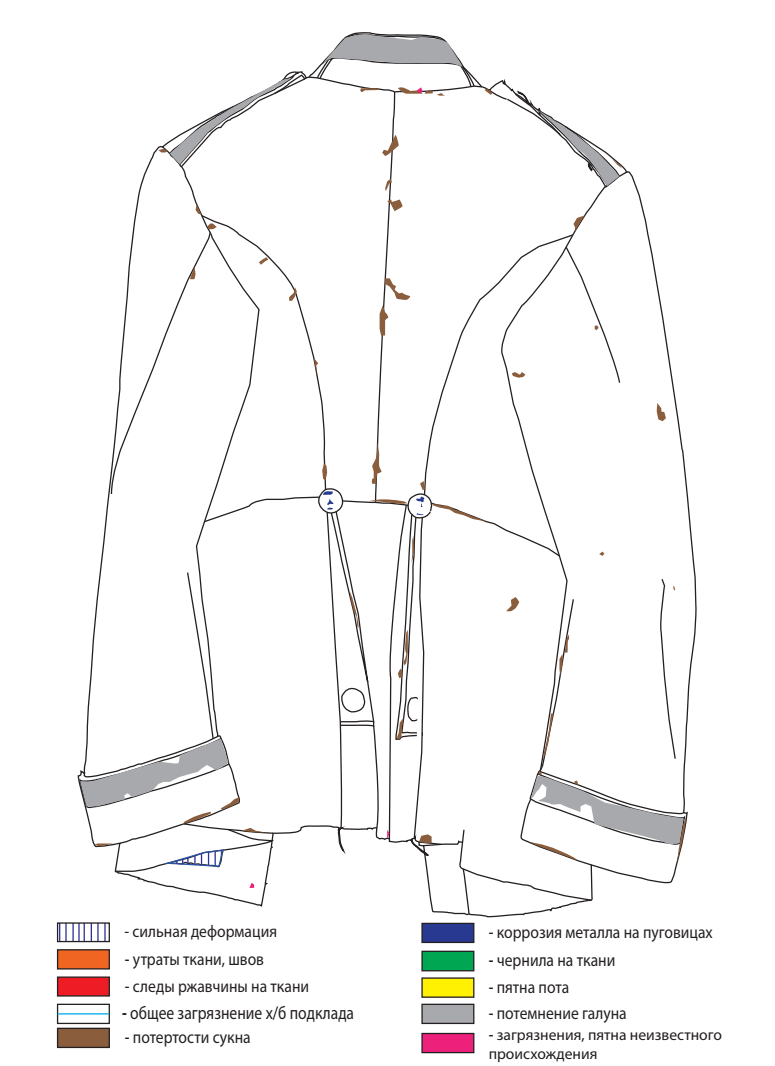 - сильная деформация
- утраты ткани, швов
- следы ржавчины на ткани
- общее загрязнение х/б подклада
- потертости сукна
- коррозия металла на пуговицах
- чернила на ткани
- пятна пота
- потемнение галуна
- загрязнения, пятна неизвестного
происхождения